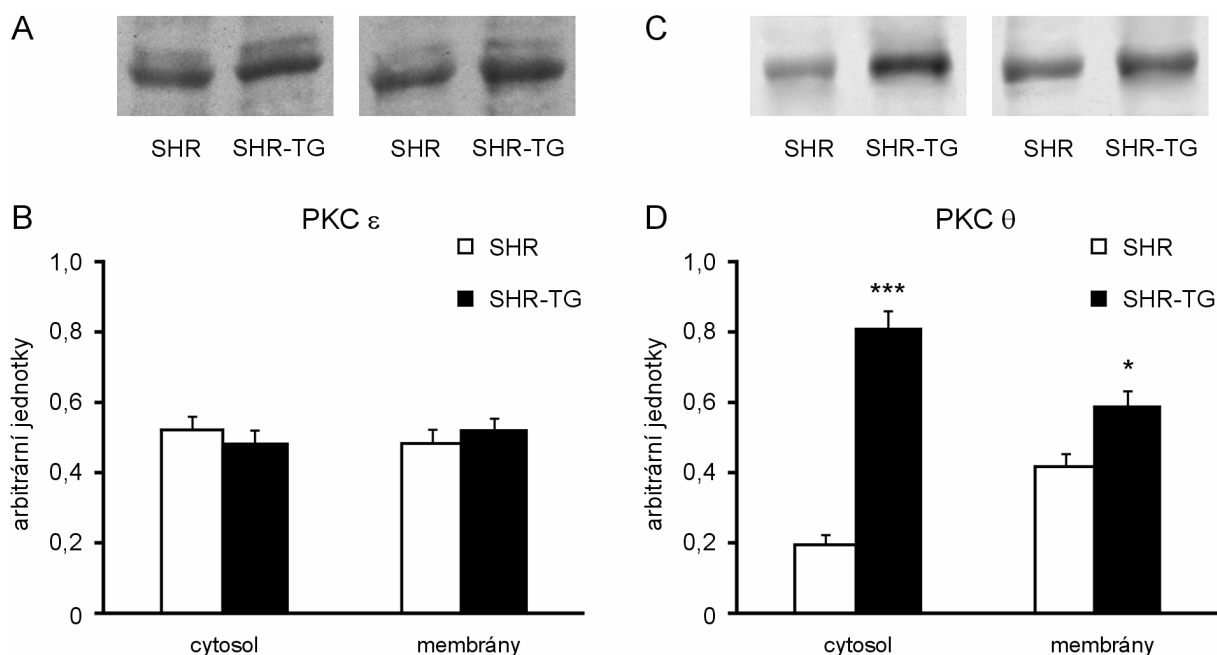 A
SHR SHR-TG SHR SHR-TG
B
PKC ε
SHR
SHR-TG
arbitrární jednotky
1,0
0,8
0,6
0,4
0,2
0
cytosol membrány
C
SHR SHR-TG SHR SHR-TG
D
PKC θ
SHR
SHR-TG
arbitrární jednotky
1,0
0,8
0,6
0,4
0,2
0
***
*
cytosol membrány